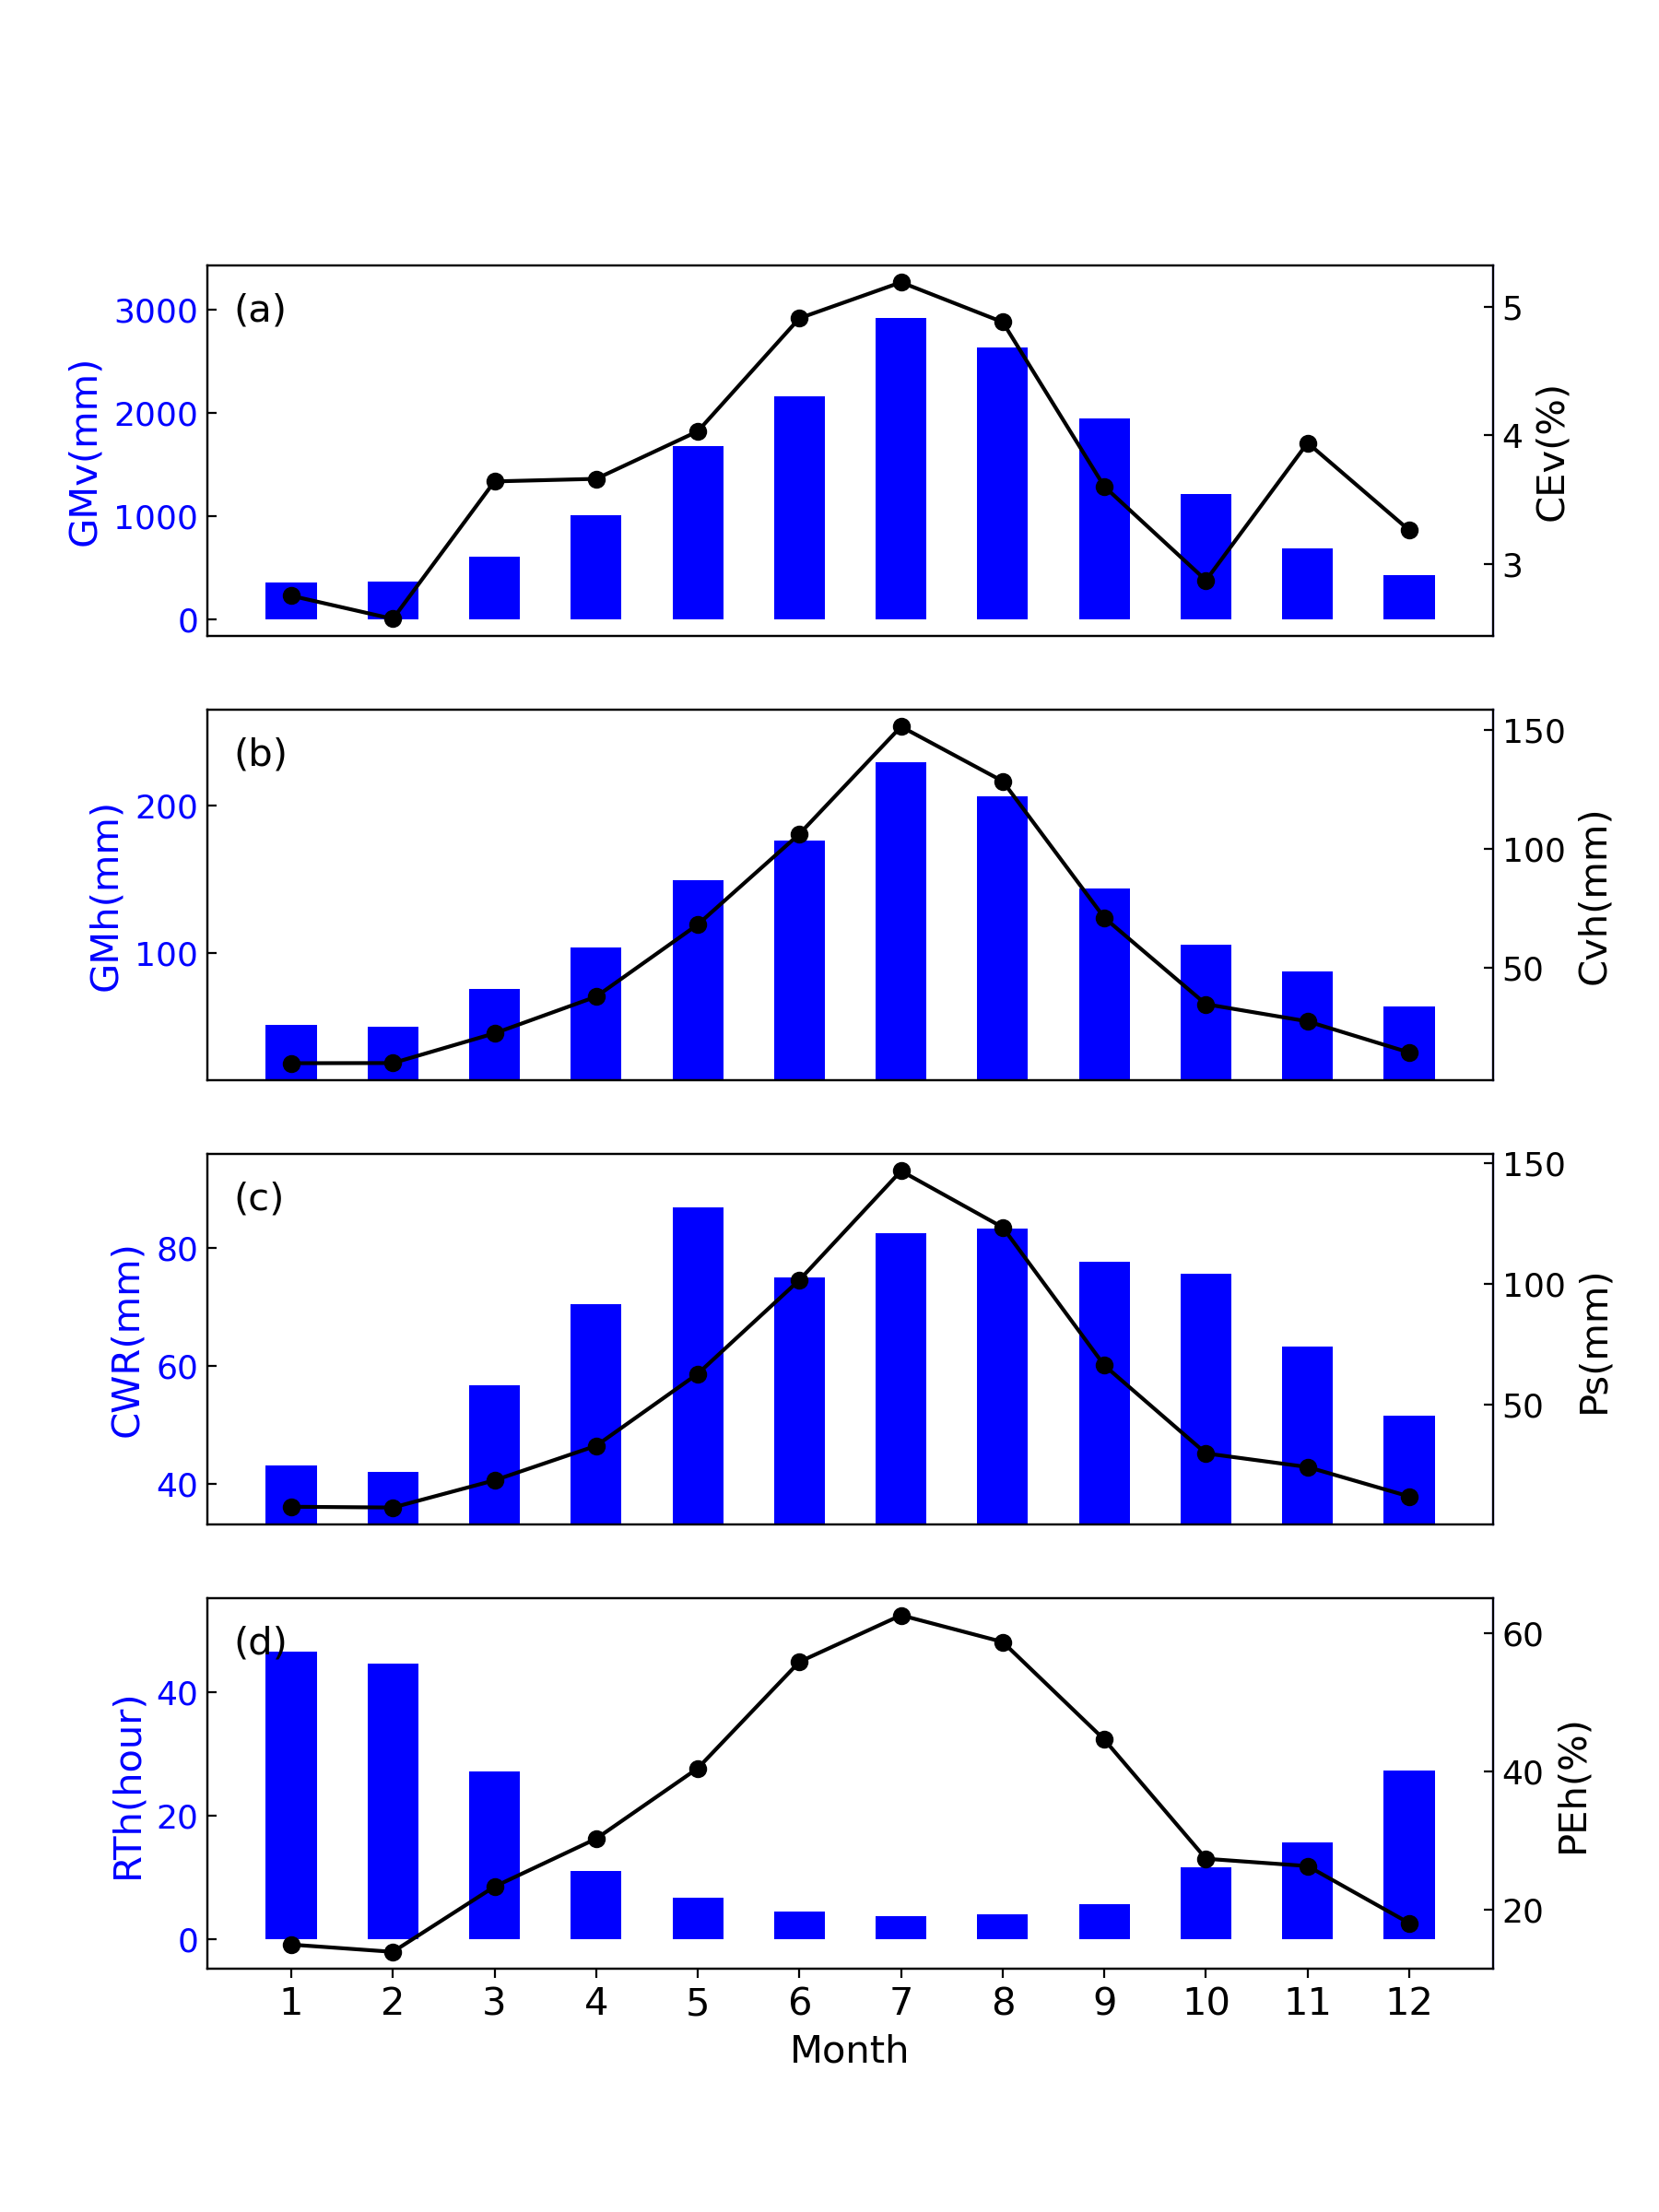 (a)
GMv(mm)
3000
2000
1000
0
5
4
3
CEv(%)
(b)
GMh(mm)
200
100
150
100
50
Cvh(mm)
(c)
CWR(mm)
80
60
40
150
100
50
Ps(mm)
(d)
RTh(hour)
40
20
0
60
40
20
PEh(%)
1 2 3 4 5 6 7 8 9 10 11 12
Month